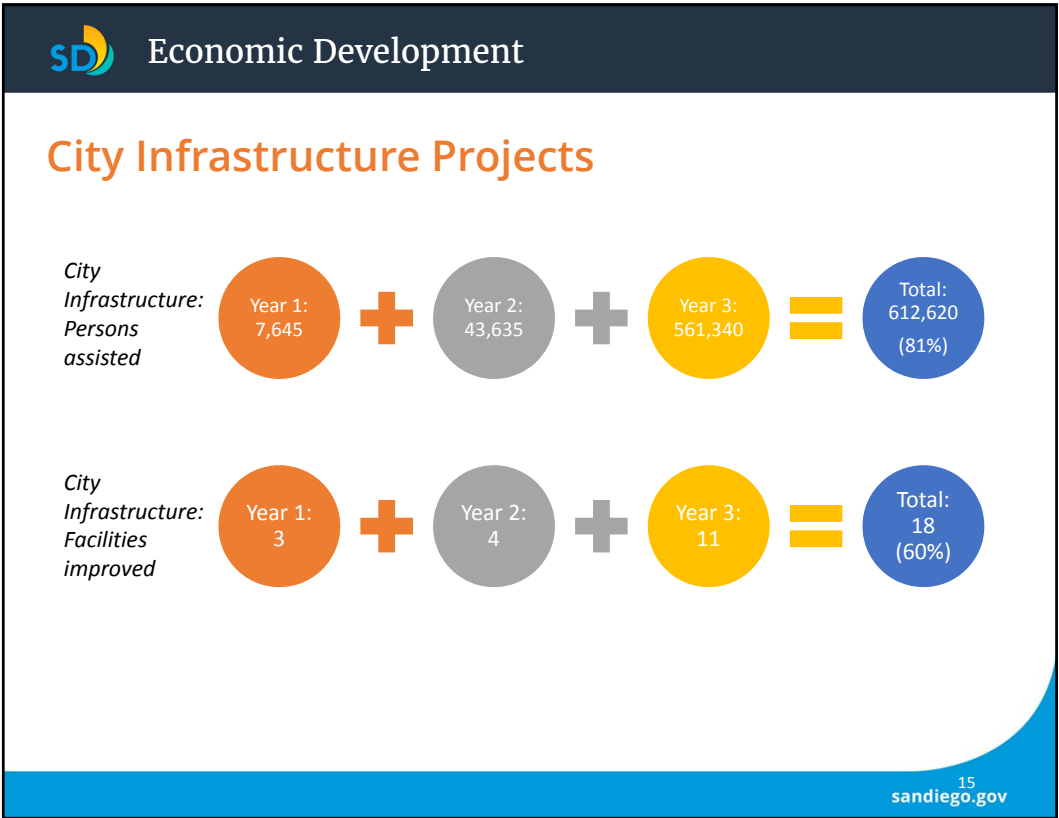 SD
Economic Development
City Infrastructure Projects
City
Infrastructure:
Persons
assisted
Year 1:
7,645
Year 2:
43,635
Year 3:
561,340
Total:
612,620
(81%)
City
Infrastructure:
Facilities
improved
Year 1:
3
Year 2:
4
Year 3:
11
Total:
18
(60%)
15
sandiego.gov